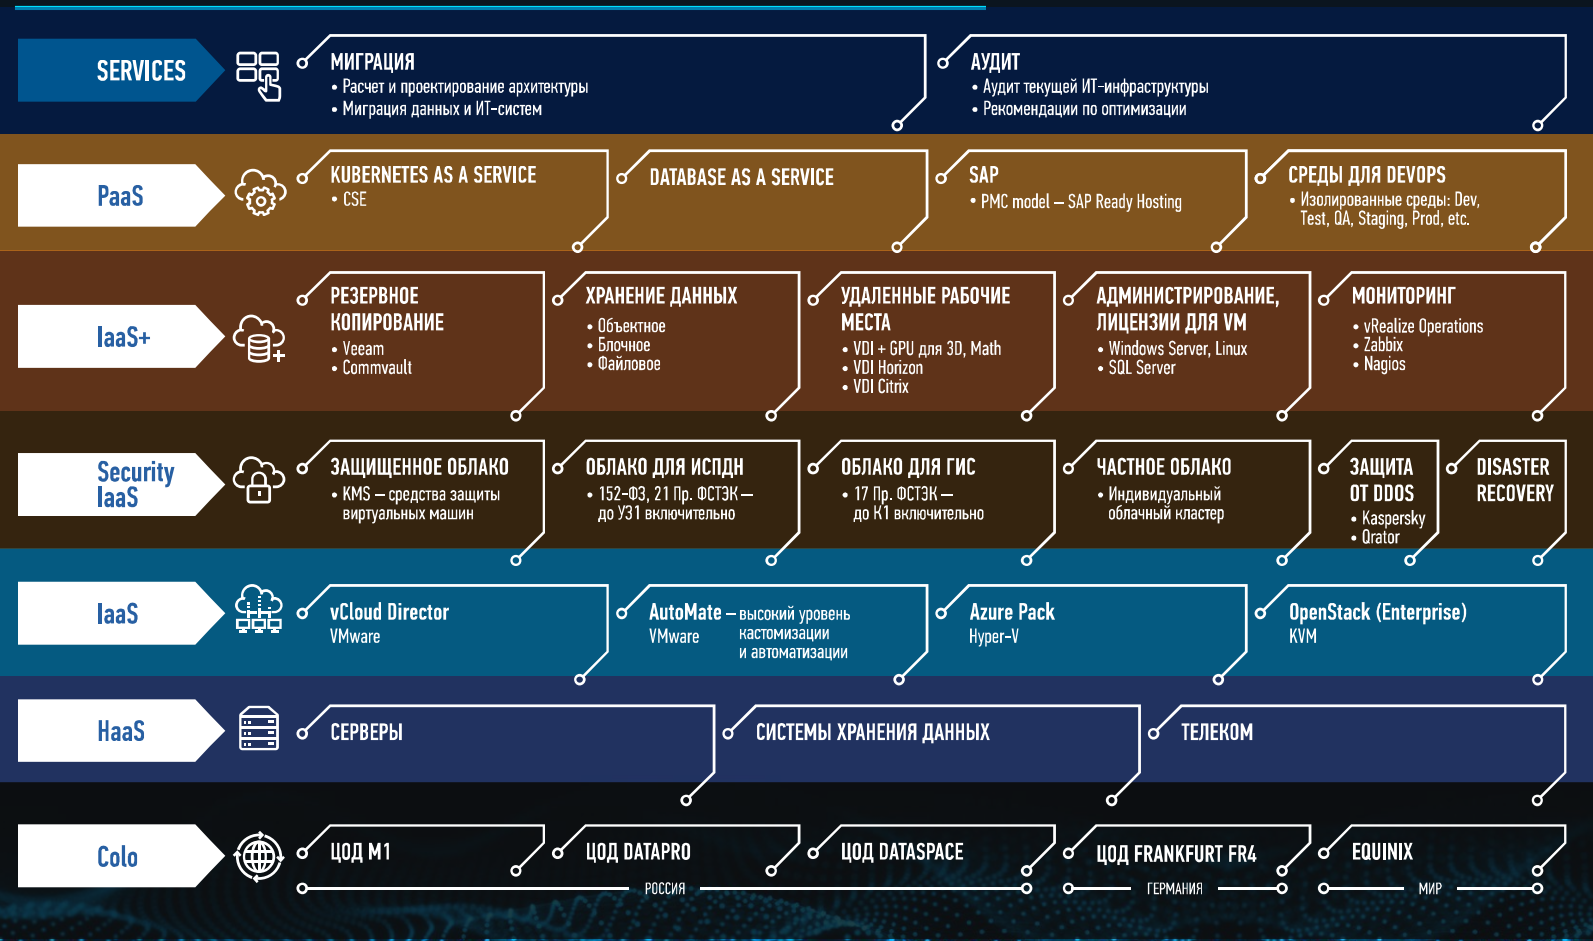 SERVICES
МИГРАЦИЯ
• Расчет и проектирование архитектуры
• Миграция данных и ИТ-систем
АУДИТ
• Аудит текущей ИТ-инфраструктуры
• Рекомендации по оптимизации
PaaS
KUBERNETES AS A SERVICE
• CSE
DATABASE AS A SERVICE
SAP
• PMC model – SAP Ready Hosting
СРЕДЫ ДЛЯ DEVOPS
• Изолированные среды: Dev,
Test, QA, Staging, Prod, etc.
IaaS+
РЕЗЕРВНОЕ
КОПИРОВАНИЕ
• Veeam
• Commvault
ХРАНЕНИЕ ДАННЫХ
• Объектное
• Блочное
• Файловое
УДАЛЕННЫЕ РАБОЧИЕ
МЕСТА
• VDI + GPU для 3D, Math
• VDI Horizon
• VDI Citrix
АДМИНИСТРИРОВАНИЕ,
ЛИЦЕНЗИИ ДЛЯ VM
• Windows Server, Linux
• SQL Server
МОНИТОРИНГ
• vRealize Operations
• Zabbix
• Nagios
Security
IaaS
ЗАЩИЩЕННОЕ ОБЛАКО
• KMS – средства защиты
виртуальных машин
ОБЛАКО ДЛЯ ИСПДН
• 152-ФЗ, 21 Пр. ФСТЭК –
до УЗ1 включительно
ОБЛАКО ДЛЯ ГИС
• 17 Пр. ФСТЭК –
до К1 включительно
ЧАСТНОЕ ОБЛАКО
• Индивидуальный
облачный кластер
ЗАЩИТА
ОТ DDOS
• Kaspersky
• Qrator
DISASTER
RECOVERY
IaaS
vCloud Director
VMware
AutoMate – высокий уровень
VMware кастомизации
и автоматизации
Azure Pack
Hyper-V
OpenStack (Enterprise)
KVM
HaaS
СЕРВЕРЫ
СИСТЕМЫ ХРАНЕНИЯ ДАННЫХ
ТЕЛЕКОМ
Colo
ЦОД М1
ЦОД DATAPRO
ЦОД DATASPACE
ЦОД FRANKFURT FR4
EQUINIX
РОССИЯ
ГЕРМАНИЯ
МИР